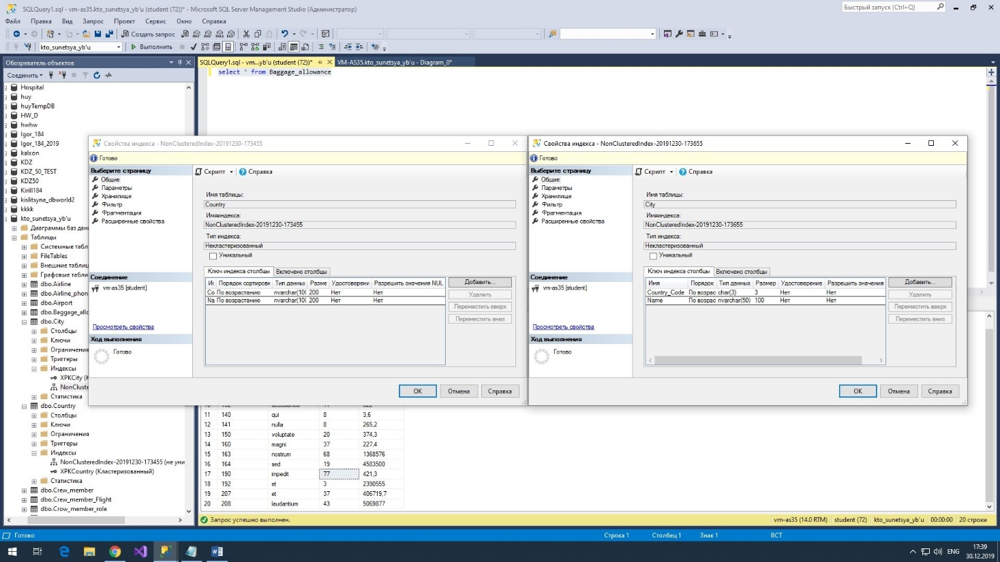 SQLQuery1.sql - vm-as35.kto_sunetsya_yb'u (student (72))* - Microsoft SQL Server Management Studio (Администратор)
Быстрый запуск (Ctrl+Q)
Файл Правка Вид Запрос Проект Сервис Окно Справка
Создать запрос
kto_sunetsya_yb'u Выполнить
Обозреватель объектов
SQLQuery1.sql - vm...yb'u (student (72))* VM-AS35.kto_sunetsya_yb'u - Diagram_0*
Соединить
select * from Baggage_allowance
Hospital
huy
huyTempDB
HW_D
hwhw
Igor_184
Igor_184_2019
kalxon
KDZ
KDZ_50_TEST
KDZ50
Kirill184
kislitsyna_dbworld2
kkkk
kto_sunetsya_yb'u
Диаграммы баз дан
Таблицы
Системные табл
FileTables
Внешние таблиц
Графовые табли
dbo.Airline
dbo.Airline_phon
dbo.Airport
dbo.Baggage_allo
dbo.City
Столбцы
Ключи
Ограничения
Триггеры
Индексы
XPKCity (К
NonCluste
Статистика
dbo.Country
Столбцы
Ключи
Ограничения
Триггеры
Индексы
NonClusteredIndex-20191230-173455 (не уни
XPKCountry (Кластеризованный)
Статистика
dbo.Crew_member
dbo.Crew_member_Flight
dbo.Crow_member_role
Свойства индекса - NonClusteredIndex-20191230-173455
Готово
Выберите страницу
Общие
Параметры
Хранилище
Фильтр
Фрагментация
Расширенные свойства
Соединение
vm-as35 [student]
Просмотреть свойства
Ход выполнения
Готово
Скрипт Справка
Имя таблицы:
Country
Имя индекса:
NonClusteredIndex-20191230-173455
Тип индекса:
Некластеризованный
Уникальный
Ключ индекса столбцы Включено столбцы
Порядок сортировк Тип данны Разме Удостоверени Разрешить значения NUL
Co По возрастанию nvarchar(100 200 Нет Нет
Na По возрастанию nvarchar(100 200 Нет Нет
Добавить...
Удалить
Переместить вверх
Переместить вниз
OK Отмена Справка
Свойства индекса - NonClusteredIndex-20191230-173655
Готово
Выберите страницу
Общие
Параметры
Хранилище
Фильтр
Фрагментация
Расширенные свойства
Соединение
vm-as35 [student]
Просмотреть свойства
Ход выполнения
Готово
Скрипт Справка
Имя таблицы:
City
Имя индекса:
NonClusteredIndex-20191230-173655
Тип индекса:
Некластеризованный
Уникальный
Ключ индекса столбцы Включено столбцы
Имя Порядок Тип данных Размер Удостоверение Разрешить значения
Country_Code По возрас char(3) 3 Нет Нет
Name По возрас nvarchar(50) 100 Нет Нет
Добавить...
Удалить
Переместить вверх
Переместить вниз
OK Отмена Справка
11 140 qui 8 3,6
12 141 nulla 8 265,2
13 150 voluptate 20 374,3
14 160 magni 37 227,4
15 163 nostrum 68 1368576
16 164 sed 19 4583500
17 190 impedit 77 421,3
18 192 et 3 2390555
19 207 et 37 406719,7
20 208 laudantium 43 5069877
Запрос успешно выполнен. vm-as35 (14.0 RTM) student (72) kto_sunetsya_yb'u 00:00:00 20 строки
Готово Строка 1 Столбец 1 Знак 1 ВСТ
ENG 17:39
30.12.2019